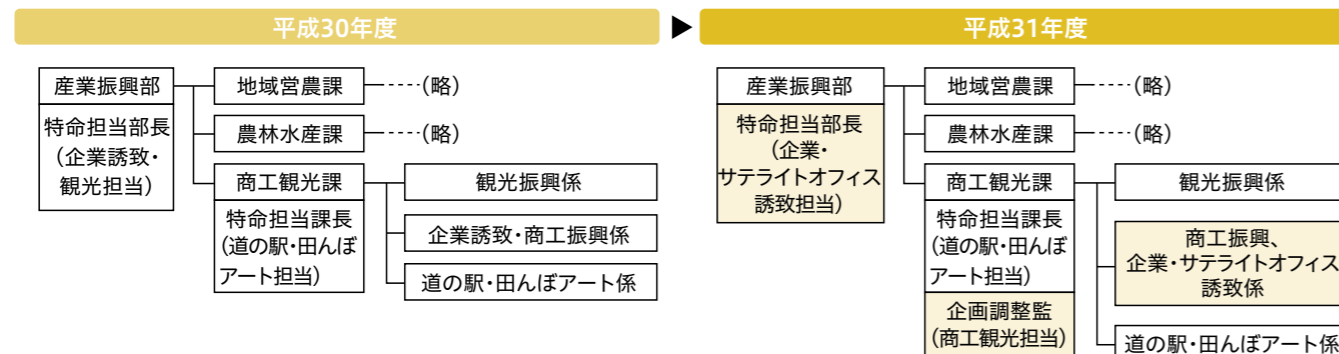 平成30年度
産業振興部
特命担当部長
(企業誘致・
観光担当)
地域営農課
(略)
農林水産課
(略)
商工観光課
特命担当課長
(道の駅・田んぼ
アート担当)
観光振興係
企業誘致・商工振興係
道の駅・田んぼアート係
平成31年度
産業振興部
特命担当部長
(企業・
サテライトオフィス
誘致担当)
地域営農課
(略)
農林水産課
(略)
商工観光課
特命担当課長
(道の駅・田んぼ
アート担当)
企画調整監
(商工観光担当)
観光振興係
商工振興、
企業・サテライトオフィス
誘致係
道の駅・田んぼアート係